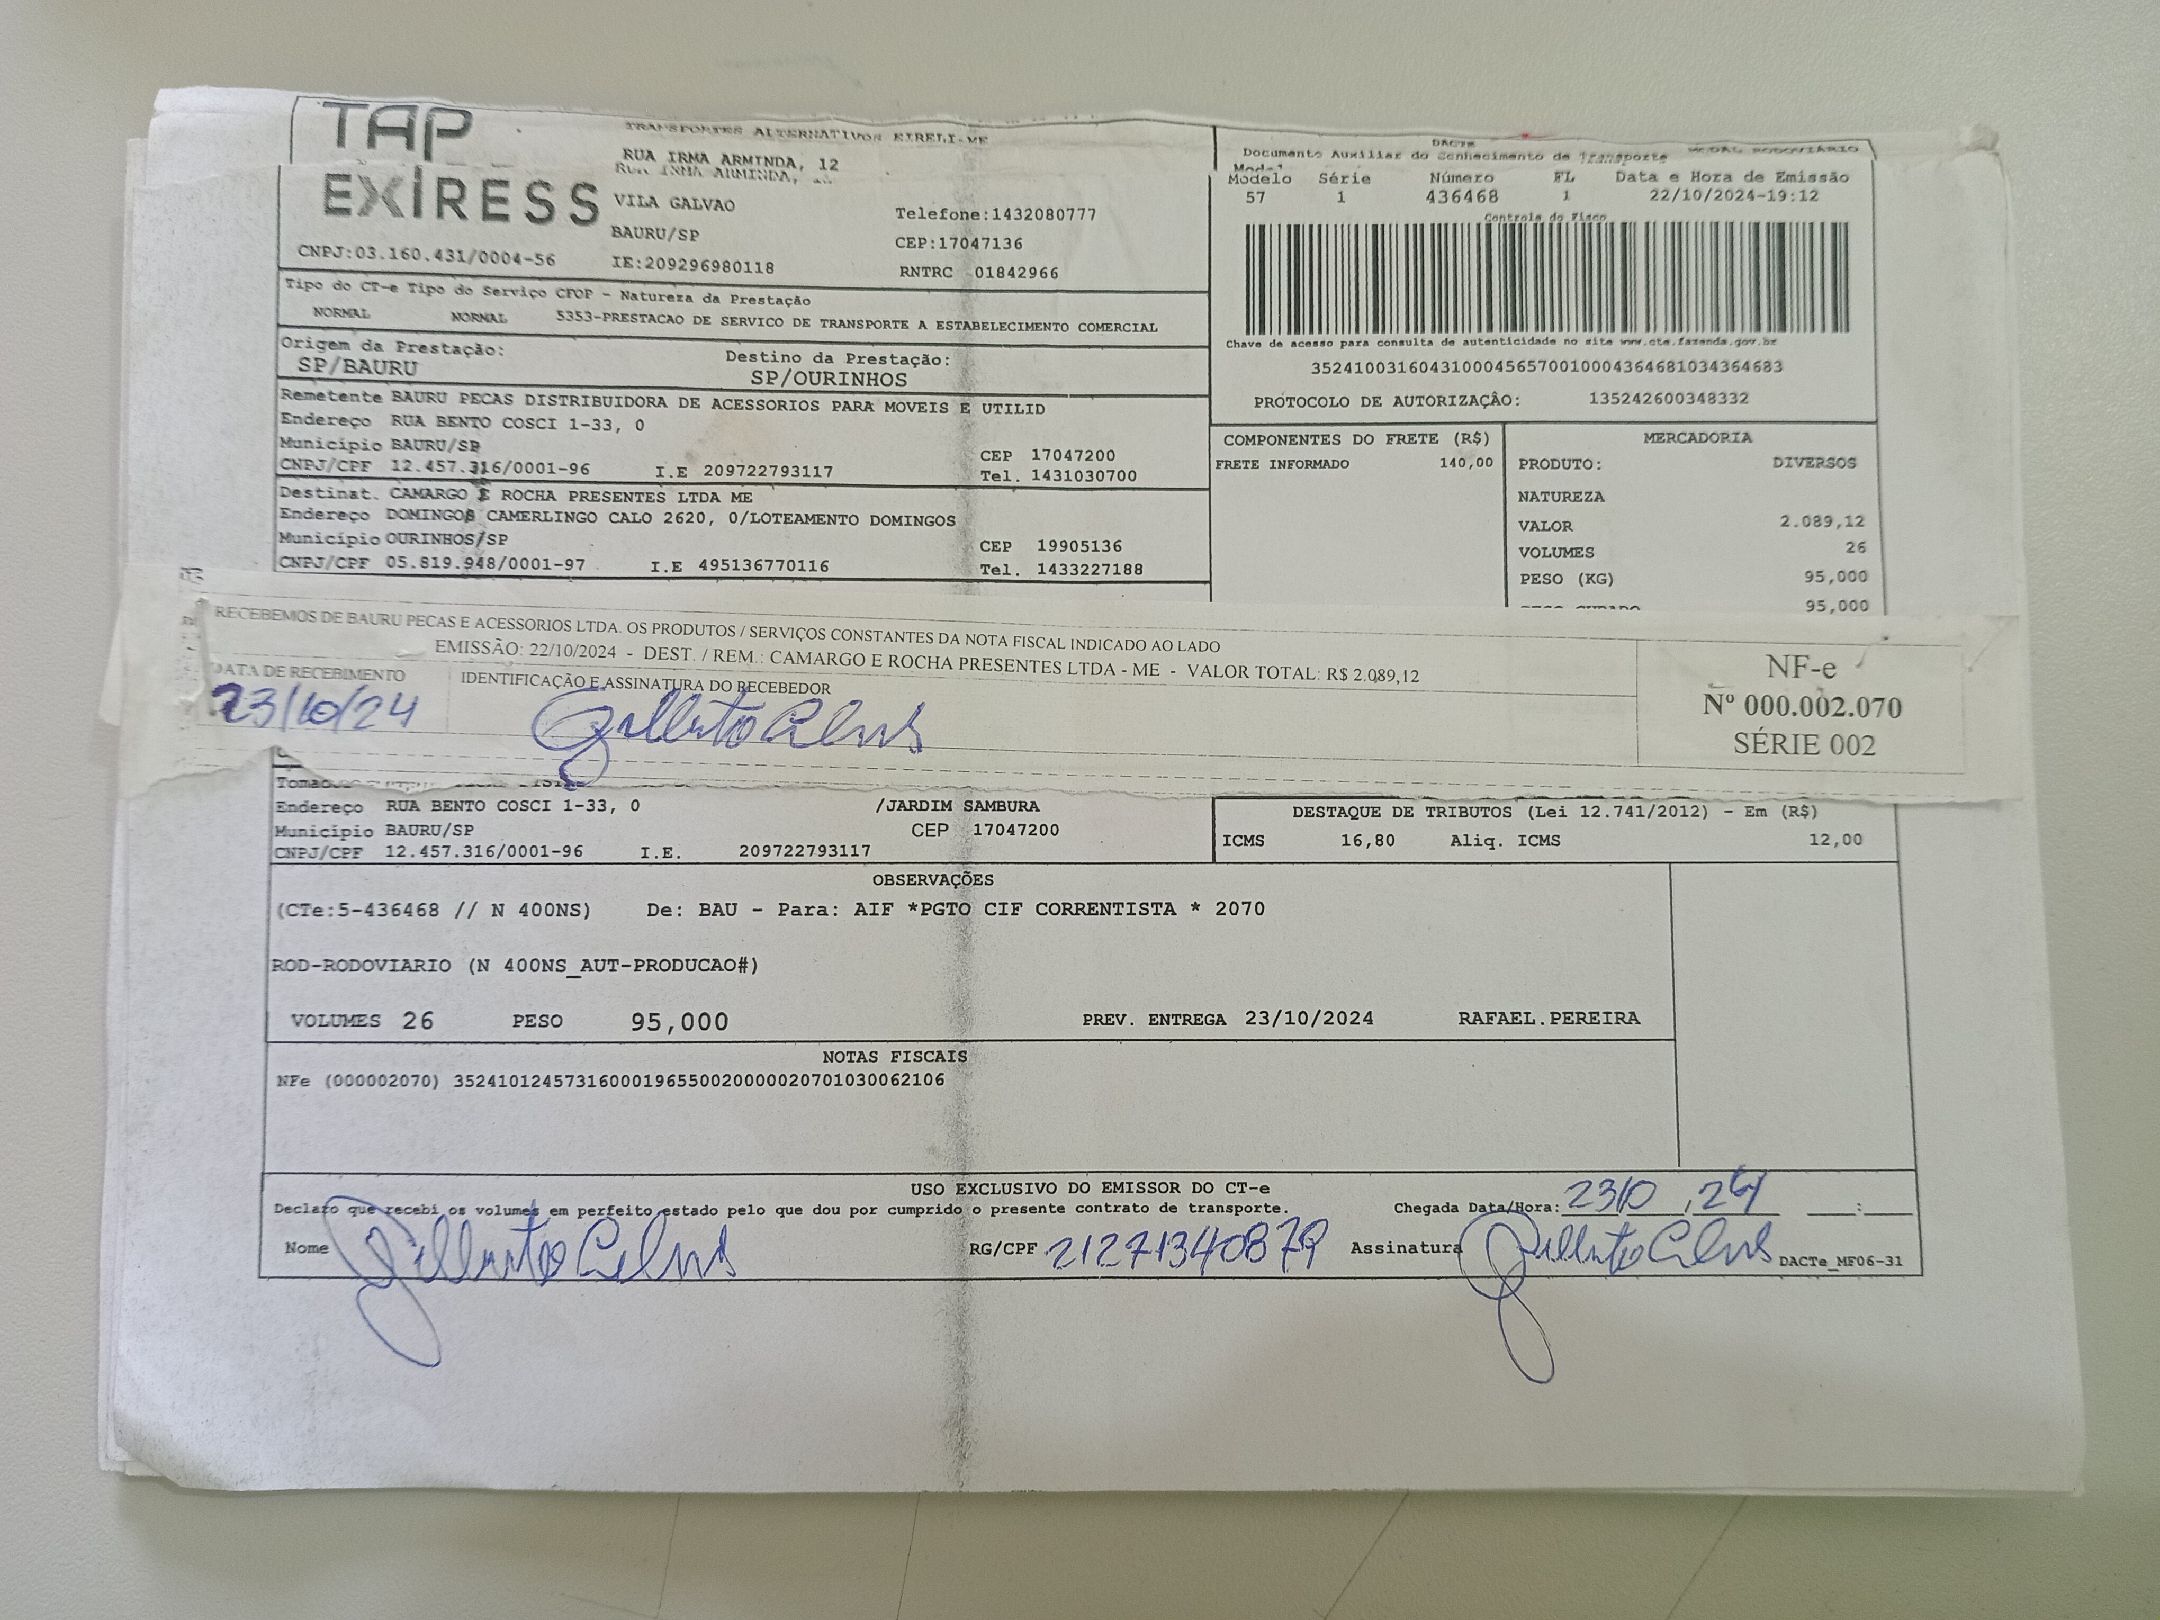 TAP
EXIRESS
TRANSPORTES ALTERNATIVOS EIRELI-ME
RUA IRMA ARMINDA, 12
RUA IRMA ARMINDA,
VILA GALVAO
BAURU/SP
CNPJ:03.160.431/0004-56
IE:209296980118
Telefone:1432080777
CEP:17047136
RNTRC 01842966
DACTE
Documento Auxiliar do Conhecimento de Transporte
MODAL RODOVIÁRIO
Modelo Série Número FL Data e Hora de Emissão
57 1 436468 1 22/10/2024-19:12
Controle do Fisco
Chave de acesso para consulta de autenticidade no site www.cte.fazenda.gov.br
35241003160431000456570010004364681034364683
PROTOCOLO DE AUTORIZAÇÃO: 135242600348332
Tipo do CT-e Tipo do Serviço CFOP - Natureza da Prestação
NORMAL NORMAL 5353-PRESTACAO DE SERVICO DE TRANSPORTE A ESTABELECIMENTO COMERCIAL
Origem da Prestação: Destino da Prestação:
SP/BAURU SP/OURINHOS
Remetente BAURU PECAS DISTRIBUIDORA DE ACESSORIOS PARA MOVEIS E UTILID
Endereço RUA BENTO COSCI 1-33, 0
Município BAURU/SP CEP 17047200
CNPJ/CPF 12.457.316/0001-96 I.E 209722793117 Tel. 1431030700
Destinat. CAMARGO E ROCHA PRESENTES LTDA ME
Endereço DOMINGOS CAMERLINGO CALO 2620, 0/LOTEAMENTO DOMINGOS
Município OURINHOS/SP CEP 19905136
CNPJ/CPF 05.819.948/0001-97 I.E 495136770116 Tel. 1433227188
COMPONENTES DO FRETE (R$)
FRETE INFORMADO 140,00
MERCADORIA
PRODUTO: DIVERSOS
NATUREZA
VALOR 2.089,12
VOLUMES 26
PESO (KG) 95,000
95,000
RECEBEMOS DE BAURU PECAS E ACESSORIOS LTDA. OS PRODUTOS / SERVIÇOS CONSTANTES DA NOTA FISCAL INDICADO AO LADO
EMISSÃO: 22/10/2024 - DEST. / REM.: CAMARGO E ROCHA PRESENTES LTDA - ME - VALOR TOTAL: R$ 2.089,12
DATA DE RECEBIMENTO IDENTIFICAÇÃO E ASSINATURA DO RECEBEDOR
23/10/24
NF-e
Nº 000.002.070
SÉRIE 002
Endereço RUA BENTO COSCI 1-33, 0 /JARDIM SAMBURA
Município BAURU/SP CEP 17047200
CNPJ/CPF 12.457.316/0001-96 I.E. 209722793117
DESTAQUE DE TRIBUTOS (Lei 12.741/2012) - Em (R$)
ICMS 16,80 Aliq. ICMS 12,00
OBSERVAÇÕES
(CTe:5-436468 // N 400NS) De: BAU - Para: AIF *PGTO CIF CORRENTISTA * 2070
ROD-RODOVIARIO (N 400NS_AUT-PRODUCAO#)
VOLUMES 26 PESO 95,000 PREV. ENTREGA 23/10/2024 RAFAEL.PEREIRA
NOTAS FISCAIS
NFe (000002070) 35241012457316000196550020000020701030062106
USO EXCLUSIVO DO EMISSOR DO CT-e
Declaro que recebi os volumes em perfeito estado pelo que dou por cumprido o presente contrato de transporte. Chegada Data/Hora:
Nome RG/CPF 21271340879 Assinatura DACTe_MF06-31